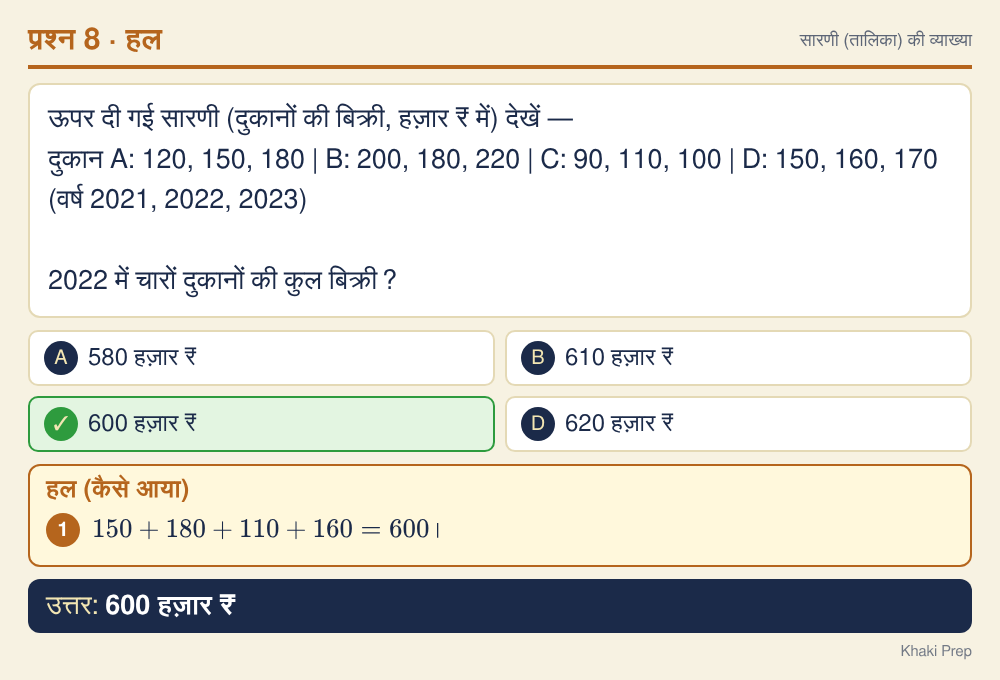 प्रश्न 8 · हल
सारणी (तालिका) की व्याख्या
ऊपर दी गई सारणी (दुकानों की बिक्री, हज़ार ₹ में) देखें —
दुकान A: 120, 150, 180 | B: 200, 180, 220 | C: 90, 110, 100 | D: 150, 160, 170
(वर्ष 2021, 2022, 2023)
2022 में चारों दुकानों की कुल बिक्री ?
A 580 हज़ार ₹
B 610 हज़ार ₹
✓ 600 हज़ार ₹
D 620 हज़ार ₹
हल (कैसे आया)
1 150 + 180 + 110 + 160 = 600।
उत्तर: 600 हज़ार ₹
Khaki Prep